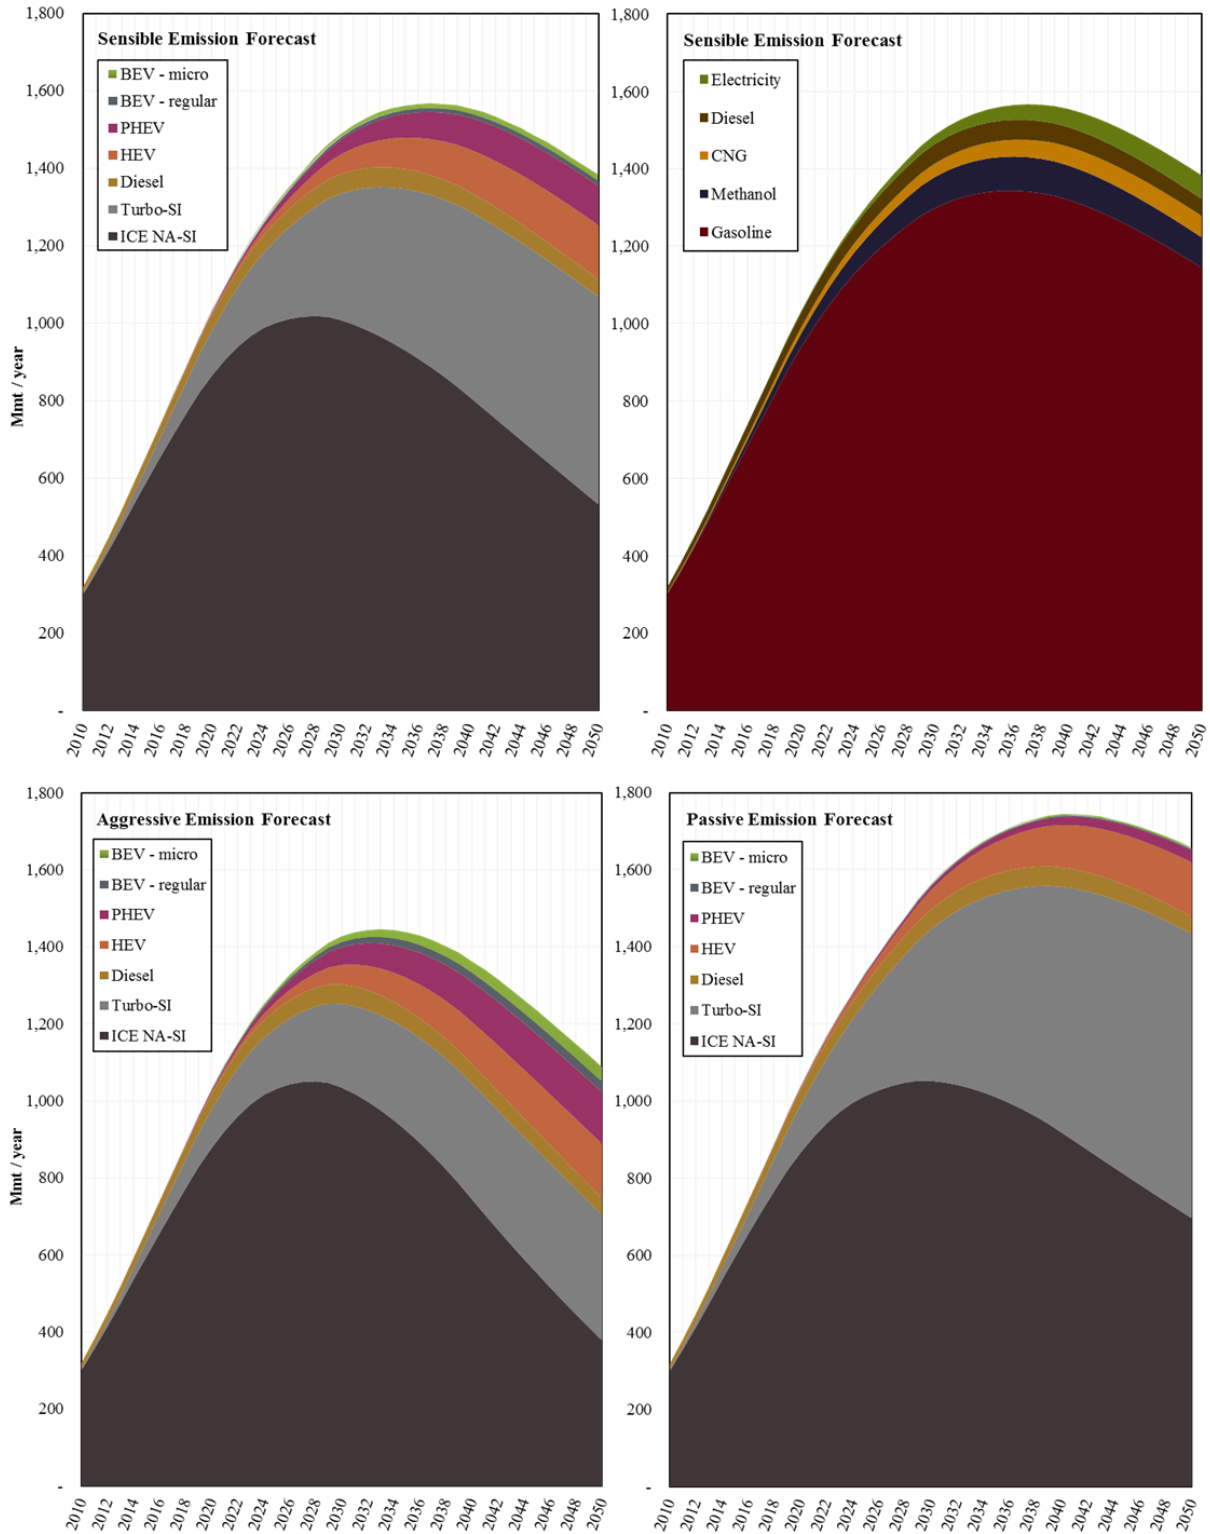 1,800
1,600
1,400
1,200
1,000
800
600
400
200
-
Mmt / year
Sensible Emission Forecast
BEV - micro
BEV - regular
PHEV
HEV
Diesel
Turbo-SI
ICE NA-SI
2010 2012 2014 2016 2018 2020 2022 2024 2026 2028 2030 2032 2034 2036 2038 2040 2042 2044 2046 2048 2050
1,800
1,600
1,400
1,200
1,000
800
600
400
200
-
Sensible Emission Forecast
Electricity
Diesel
CNG
Methanol
Gasoline
2010 2012 2014 2016 2018 2020 2022 2024 2026 2028 2030 2032 2034 2036 2038 2040 2042 2044 2046 2048 2050
1,800
1,600
1,400
1,200
1,000
800
600
400
200
-
Mmt / year
Aggressive Emission Forecast
BEV - micro
BEV - regular
PHEV
HEV
Diesel
Turbo-SI
ICE NA-SI
2010 2012 2014 2016 2018 2020 2022 2024 2026 2028 2030 2032 2034 2036 2038 2040 2042 2044 2046 2048 2050
1,800
1,600
1,400
1,200
1,000
800
600
400
200
-
Passive Emission Forecast
BEV - micro
BEV - regular
PHEV
HEV
Diesel
Turbo-SI
ICE NA-SI
2010 2012 2014 2016 2018 2020 2022 2024 2026 2028 2030 2032 2034 2036 2038 2040 2042 2044 2046 2048 2050